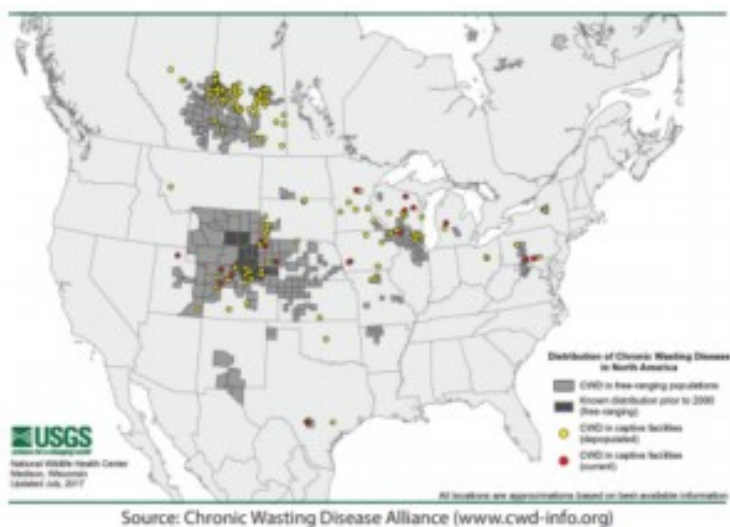 Distribution of Chronic Wasting Disease
in North America
CWD in free-ranging populations
Known distribution prior to 2000
(free-ranging)
CWD in captive facilities
(depopulated)
CWD in captive facilities
(current)
USGS
National Wildlife Health Center
Madison, Wisconsin
Updated July, 2017
All locations are approximations based on best-available information
Source: Chronic Wasting Disease Alliance (www.cwd-info.org)